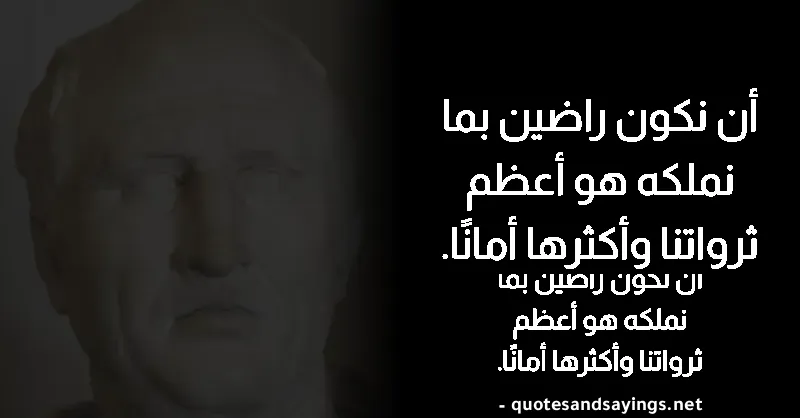 أن نكون راضين بما
نملكه هو أعظم
ثرواتنا وأكثرها أمانًا.
أن نكون راضين بما
نملكه هو أعظم
ثرواتنا وأكثرها أمانًا.
- quotesandsayings.net